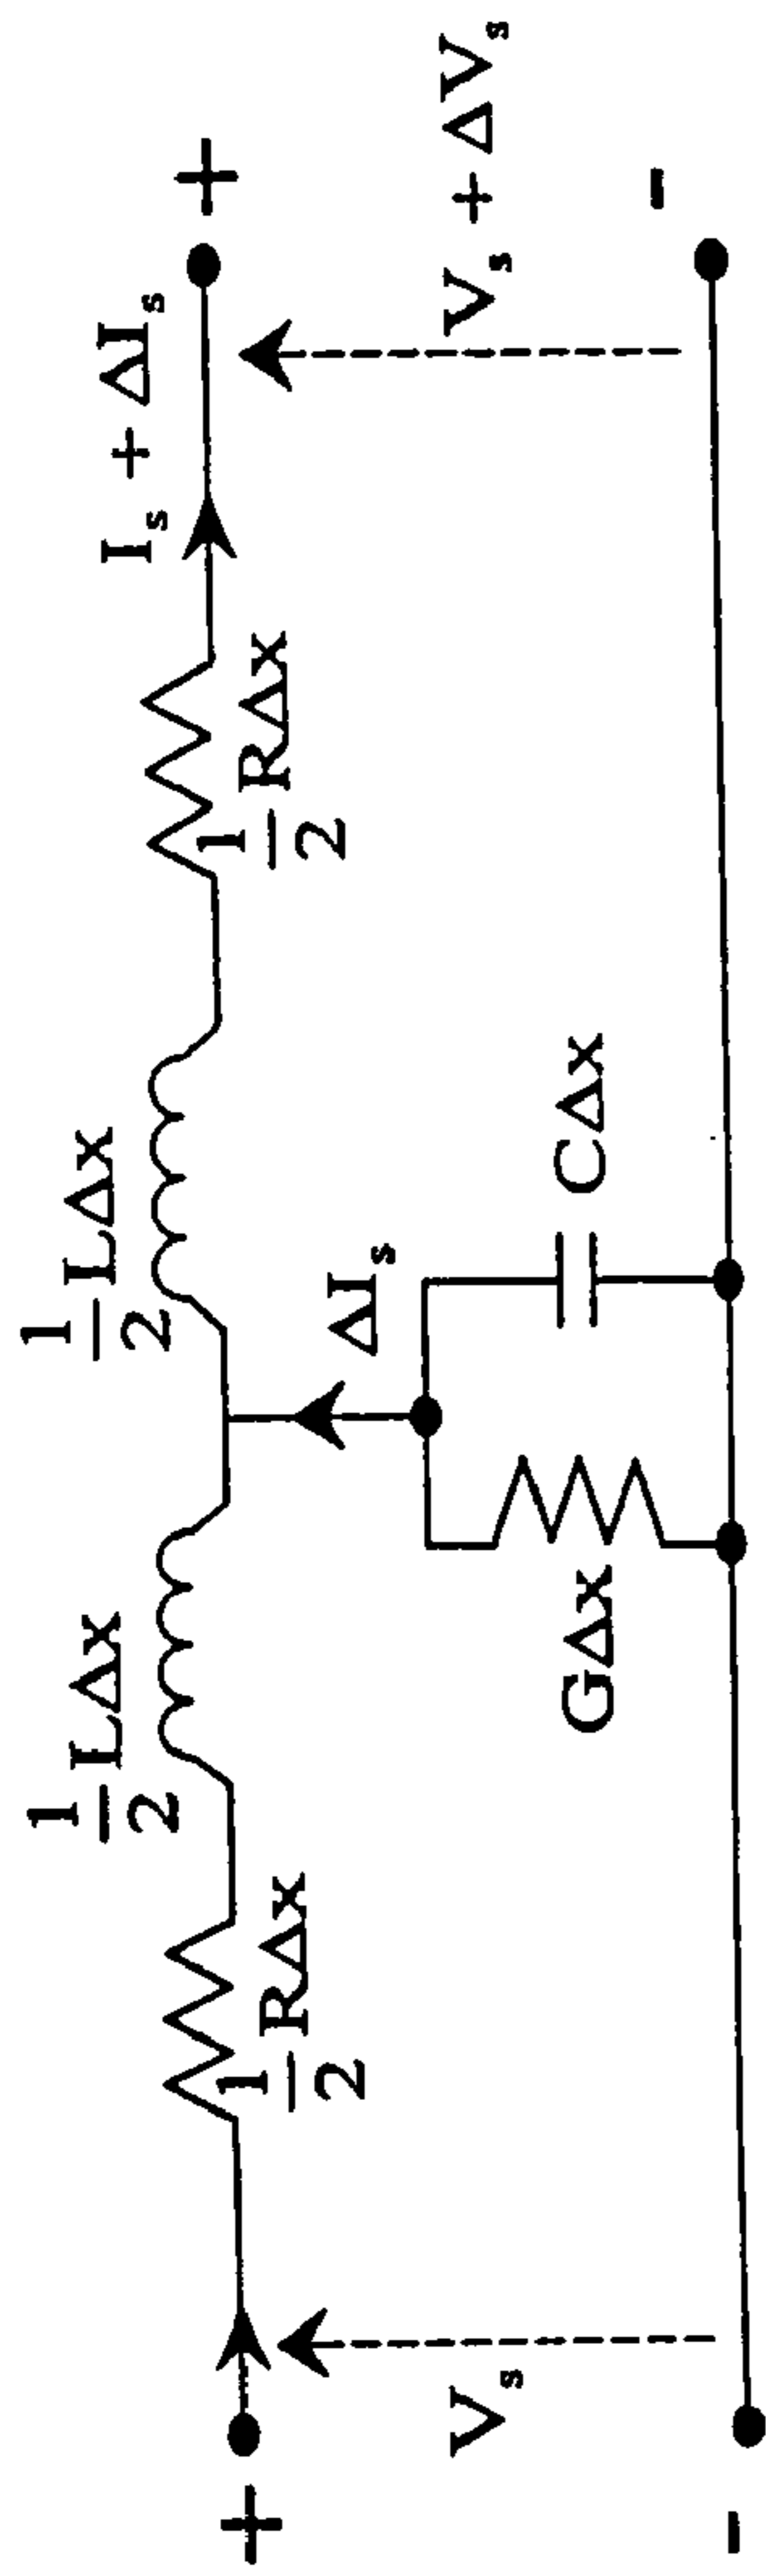 +
V_s
-
1/2 RΔx
1/2 LΔx
GΔx
ΔI_s
CΔx
1/2 LΔx
1/2 RΔx
I_s + ΔI_s
+
V_s + ΔV_s
-